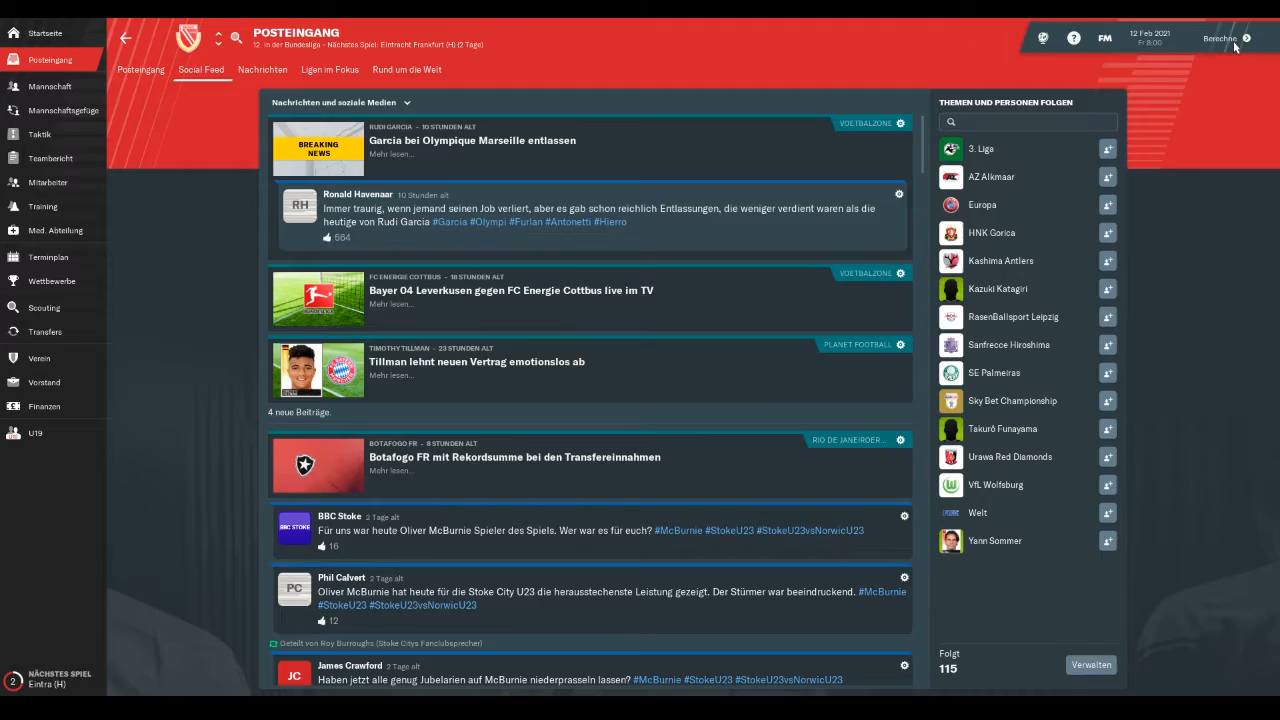 Startseite
Posteingang
Mannschaft
Mannschaftsgefüge
Taktik
Teambericht
Mitarbeiter
Training
Med. Abteilung
Terminplan
Wettbewerbe
Scouting
Transfers
Verein
Vorstand
Finanzen
U19
U19
2
NÄCHSTES SPIEL
Eintra (H)
POSTEINGANG
12. in der Bundesliga - Nächstes Spiel: Eintracht Frankfurt (H) (2 Tage)
?
FM
12 Feb 2021
Fr 8:00
Berechne
Posteingang
Social Feed
Nachrichten
Ligen im Fokus
Rund um die Welt
Nachrichten und soziale Medien
BREAKING
NEWS
RUDI GARCIA - 10 STUNDEN ALT
VOETBALZONE
Garcia bei Olympique Marseille entlassen
Mehr lesen...
RH
Ronald Havenaar 10 Stunden alt
Immer traurig, wenn jemand seinen Job verliert, aber es gab schon reichlich Entlassungen, die weniger verdient waren als die
heutige von Rudi Garcia #Garcia #Olympi #Furlan #Antonetti #Hierro
664
FC ENERGIE COTTBUS - 18 STUNDEN ALT
VOETBALZONE
Bayer 04 Leverkusen gegen FC Energie Cottbus live im TV
Mehr lesen...
TIMOTHY TILLMAN - 23 STUNDEN ALT
PLANET FOOTBALL
Tillman lehnt neuen Vertrag emotionslos ab
Mehr lesen...
4 neue Beiträge.
BOTAFOGO FR - 8 STUNDEN ALT
RIO DE JANEIROER...
Botafogo FR mit Rekordsumme bei den Transfereinnahmen
Mehr lesen...
BBC STOKE
BBC Stoke 2 Tage alt
Für uns war heute Oliver McBurnie Spieler des Spiels. Wer war es für euch? #McBurnie #StokeU23 #StokeU23vsNorwicU23
16
PC
Phil Calvert 2 Tage alt
Oliver McBurnie hat heute für die Stoke City U23 die herausstechenste Leistung gezeigt. Der Stürmer war beeindruckend. #McBurnie
#StokeU23 #StokeU23vsNorwicU23
12
Geteilt von Roy Burroughs (Stoke Citys Fanclubsprecher)
JC
James Crawford 2 Tage alt
Haben jetzt alle genug Jubelarien auf McBurnie niederprasseln lassen? #McBurnie #StokeU23 #StokeU23vsNorwicU23
THEMEN UND PERSONEN FOLGEN
3. Liga
AZ Alkmaar
Europa
HNK Gorica
Kashima Antlers
Kazuki Katagiri
RasenBallsport Leipzig
Sanfrecce Hiroshima
SE Palmeiras
Sky Bet Championship
Takurô Funayama
Urawa Red Diamonds
VfL Wolfsburg
Welt
Yann Sommer
Folgt
115
Verwalten